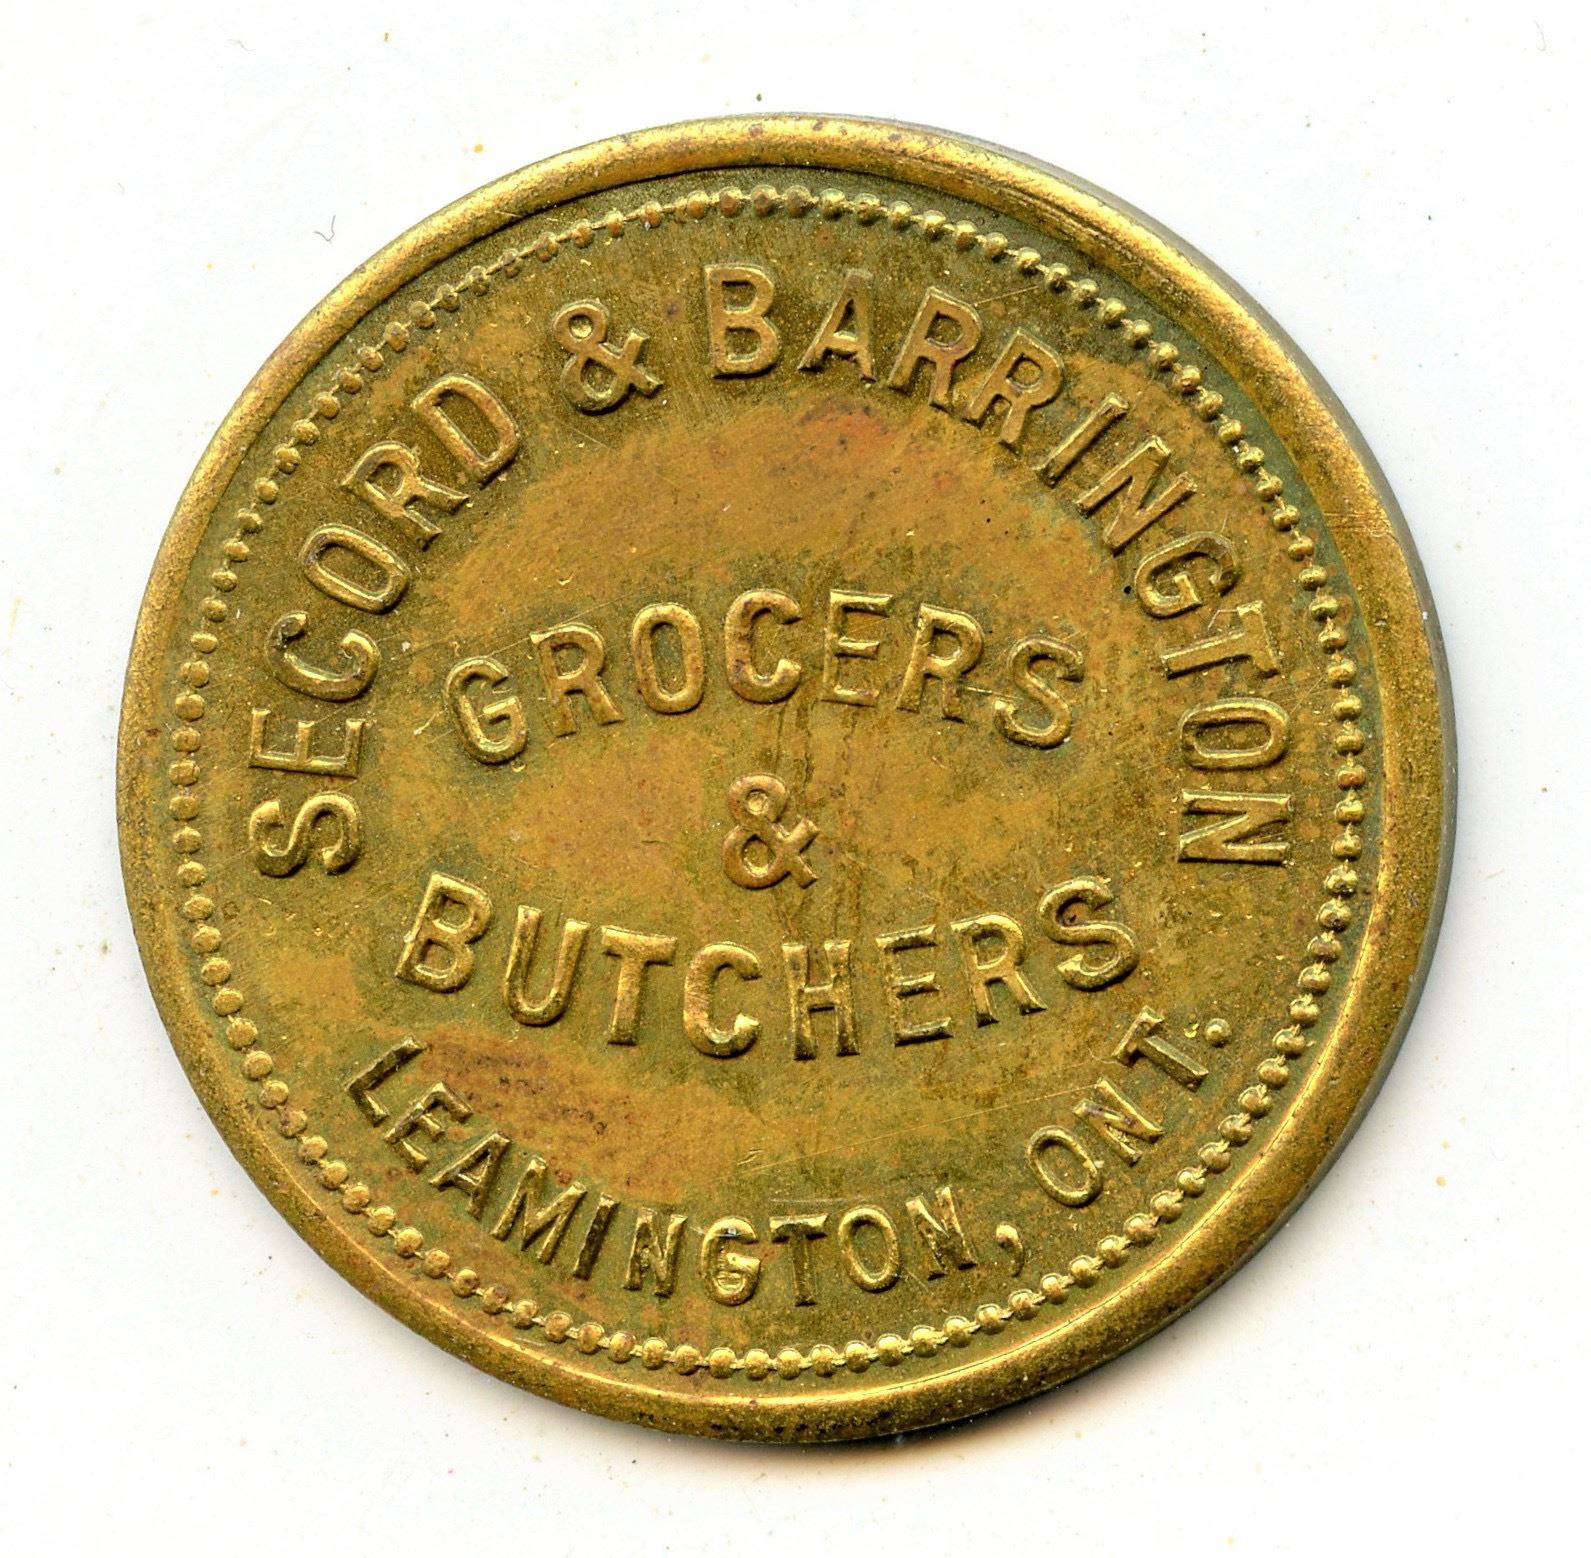 SECORD & BARRINGTON
GROCERS
&
BUTCHERS
LEAMINGTON, ONT.